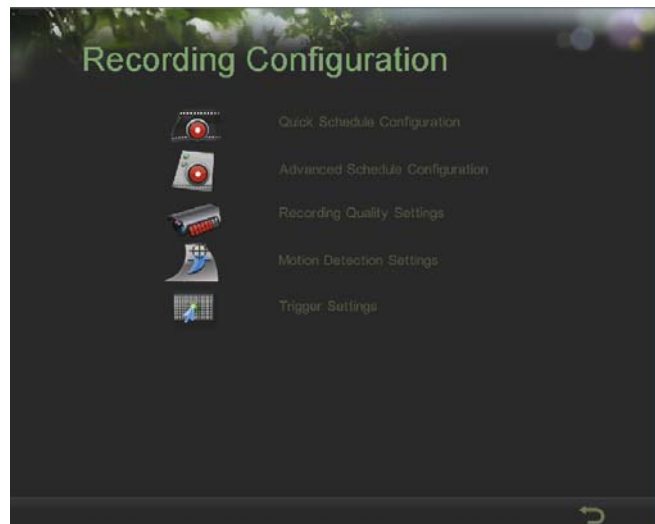 Recording Configuration
Quick Schedule Configuration
Advanced Schedule Configuration
Recording Quality Settings
Motion Detection Settings
Trigger Settings